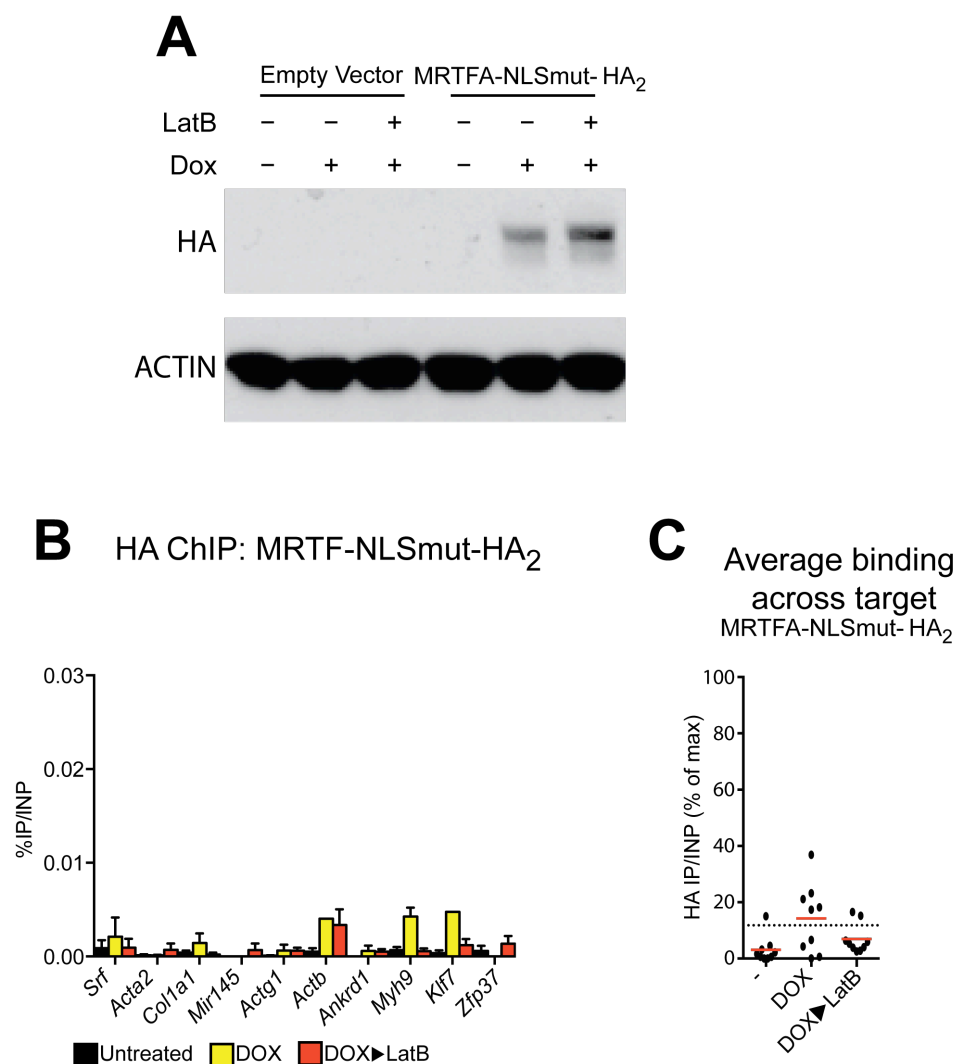 A
Empty Vector MRTFA-NLSmut- HA2
LatB − − + − − +
Dox − + + − + +
HA
ACTIN
B
HA ChIP: MRTF-NLSmut-HA2
%IP/INP
0.03
0.02
0.01
0.00
Srf Acta2 Col1a1 Mir145 Actg1 Actb Ankrd1 Myh9 Klf7 Zfp37
Untreated DOX DOX▶LatB
C
Average binding
across target
MRTFA-NLSmut- HA2
HA IP/INP (% of max)
100
80
60
40
20
0
- DOX DOX▶LatB